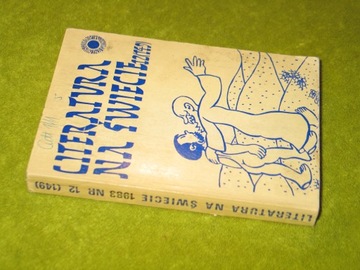 LITERATURA
NA ŚWIECIE
LITERATURA NA ŚWIECIE 1983 NR 12 (149)